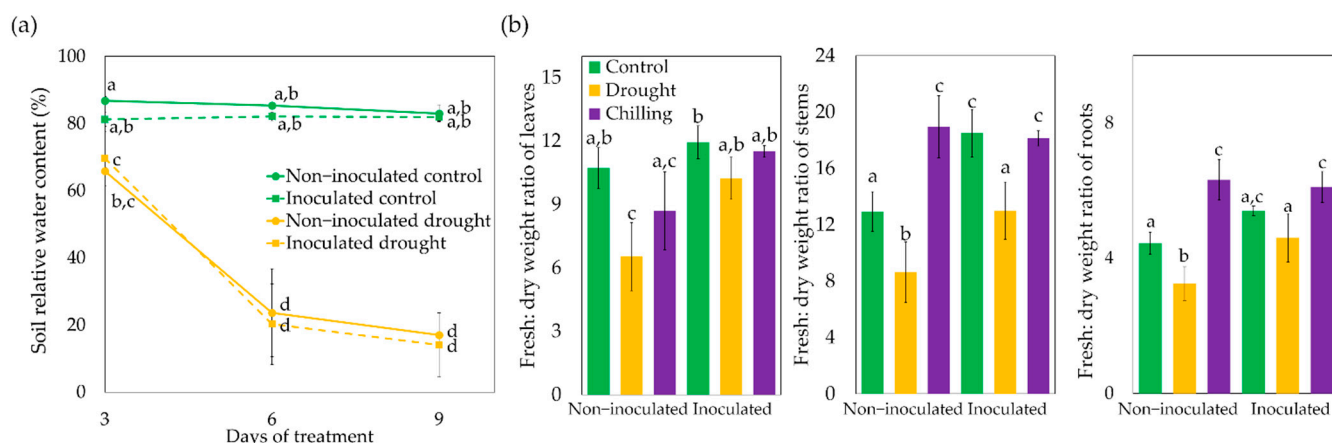 (a)
Soil relative water content (%)
100
80
60
40
20
0
a
a,b
a,b
a,b
a,b
a,b
c
b,c
d
d
d
d
Non−inoculated control
Inoculated control
Non−inoculated drought
Inoculated drought
3
6
9
Days of treatment
(b)
Fresh: dry weight ratio of leaves
15
12
9
6
3
0
Control
Drought
Chilling
a,b
c
a,c
b
a,b
a,b
Non−inoculated Inoculated
Fresh: dry weight ratio of stems
24
20
16
12
8
4
0
a
b
c
c
a
c
Non−inoculated Inoculated
Fresh: dry weight ratio of roots
8
4
0
a
b
c
a,c
a
c
Non−inoculated Inoculated